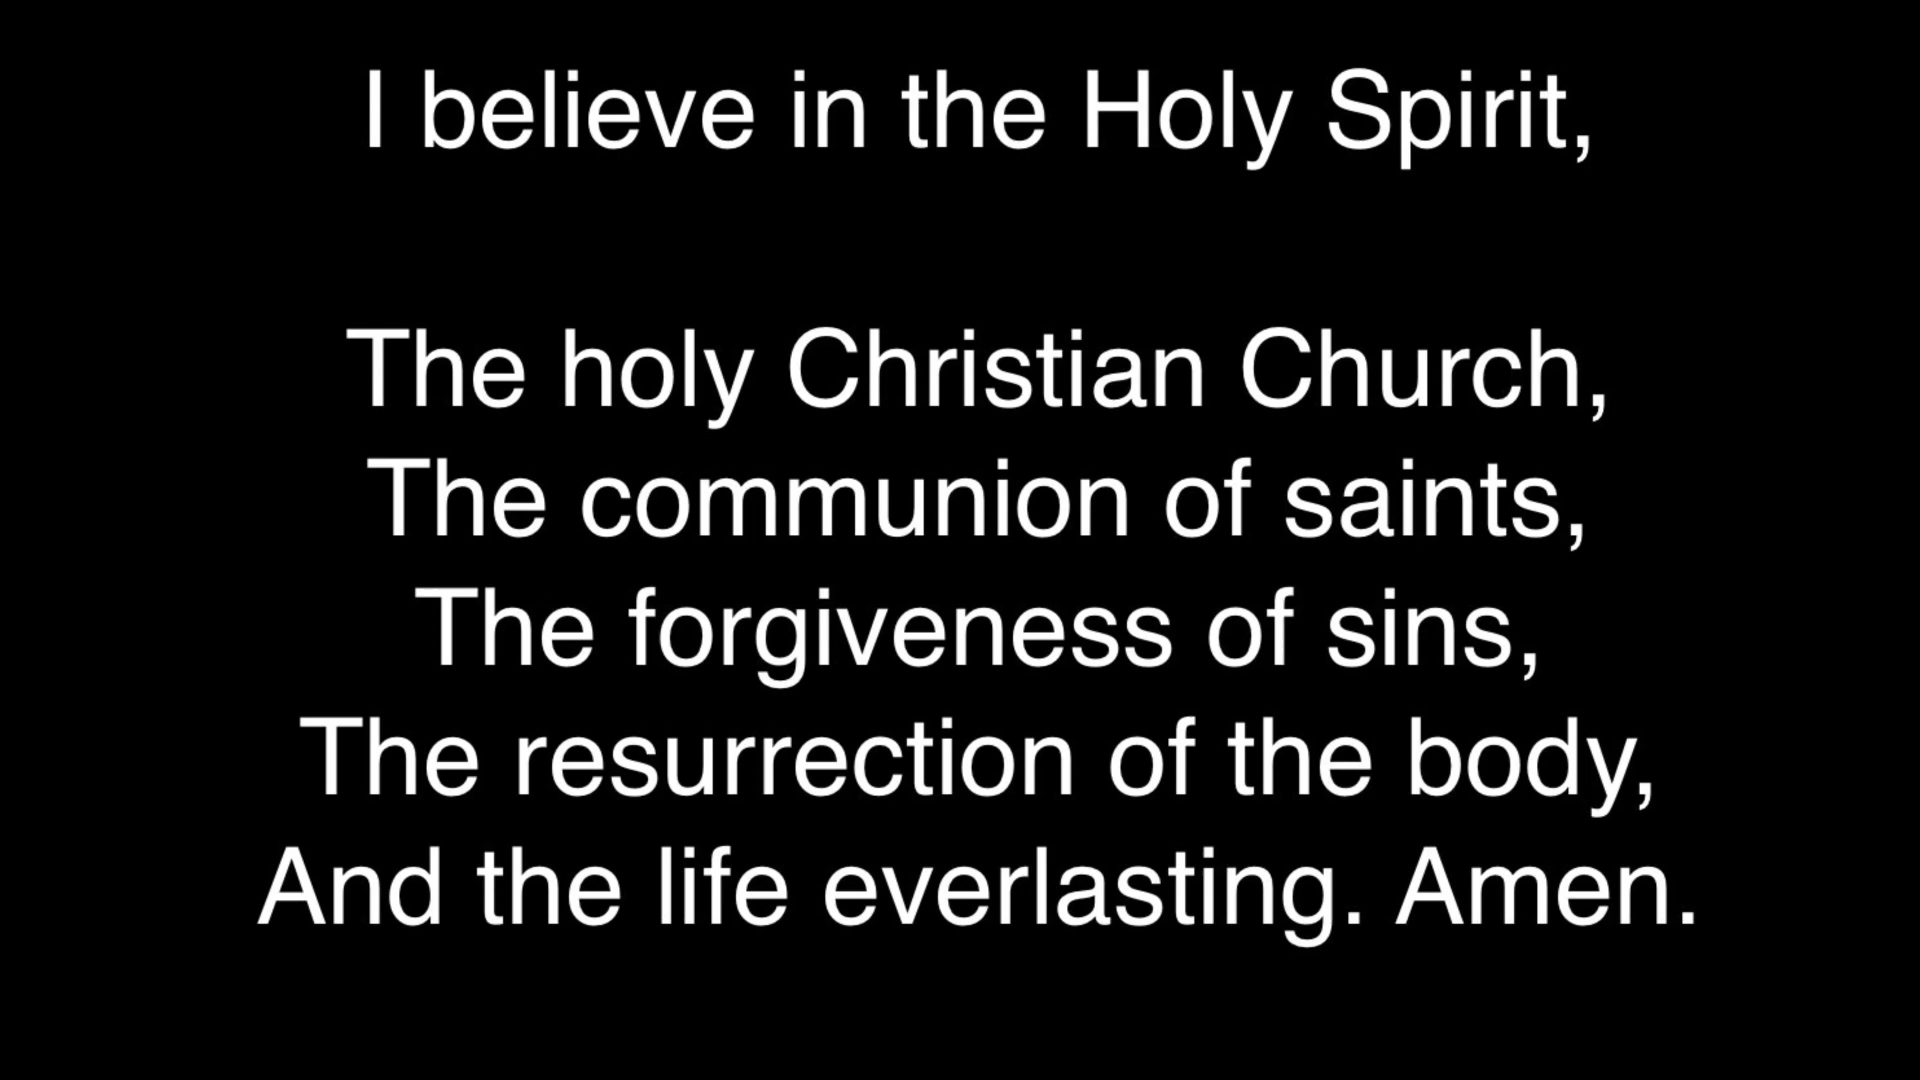 I believe in the Holy Spirit,
The holy Christian Church,
The communion of saints,
The forgiveness of sins,
The resurrection of the body,
And the life everlasting. Amen.